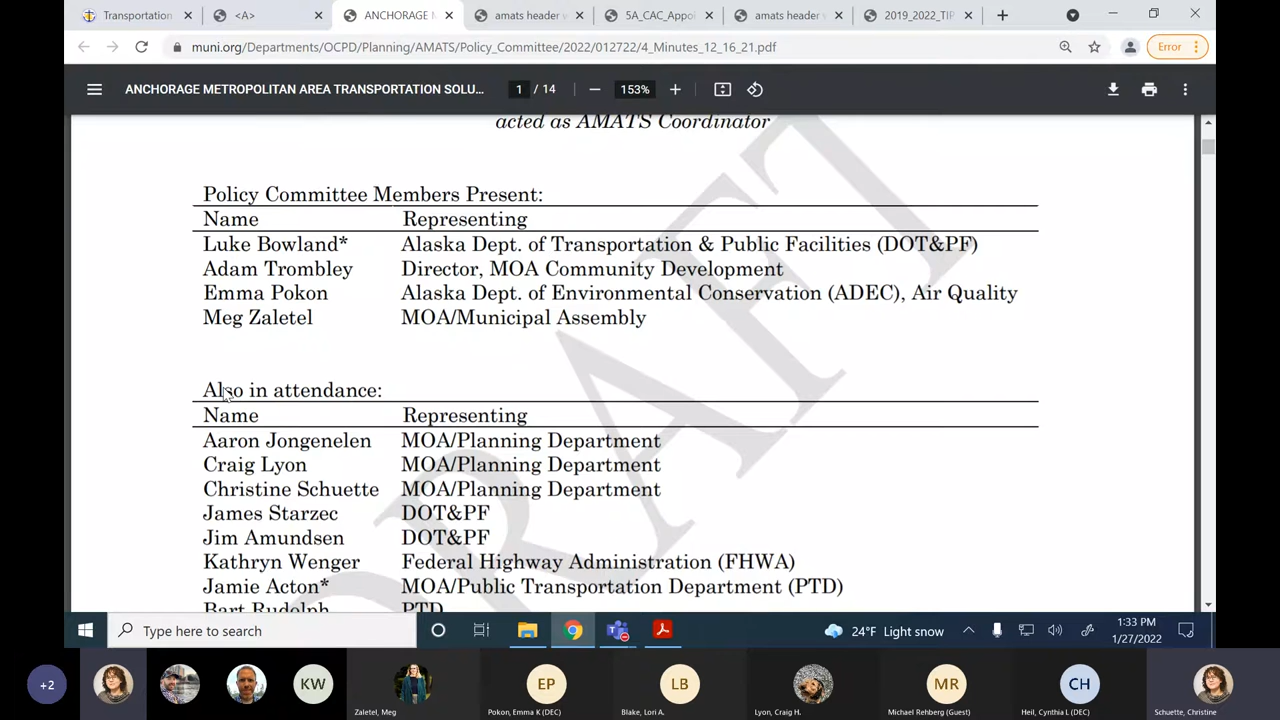 Transportation
<A>
ANCHORAGE M
amats header w
5A_CAC_Appoi
amats header w
2019_2022_TIP
muni.org/Departments/OCPD/Planning/AMATS/Policy_Committee/2022/012722/4_Minutes_12_16_21.pdf
Error
ANCHORAGE METROPOLITAN AREA TRANSPORTATION SOLU...
1 / 14
153%
acted as AMATS Coordinator
DRAFT
Policy Committee Members Present:
Name Representing
Luke Bowland* Alaska Dept. of Transportation & Public Facilities (DOT&PF)
Adam Trombley Director, MOA Community Development
Emma Pokon Alaska Dept. of Environmental Conservation (ADEC), Air Quality
Meg Zaletel MOA/Municipal Assembly
Also in attendance:
Name Representing
Aaron Jongenelen MOA/Planning Department
Craig Lyon MOA/Planning Department
Christine Schuette MOA/Planning Department
James Starzec DOT&PF
Jim Amundsen DOT&PF
Kathryn Wenger Federal Highway Administration (FHWA)
Jamie Acton* MOA/Public Transportation Department (PTD)
Bart Rudolph PTD
Type here to search
24°F Light snow
1:33 PM
1/27/2022
+2
KW
EP
LB
MR
CH
Zaletel, Meg
Pokon, Emma K (DEC)
Blake, Lori A.
Lyon, Craig H.
Michael Rehberg (Guest)
Heil, Cynthia L (DEC)
Schuette, Christine